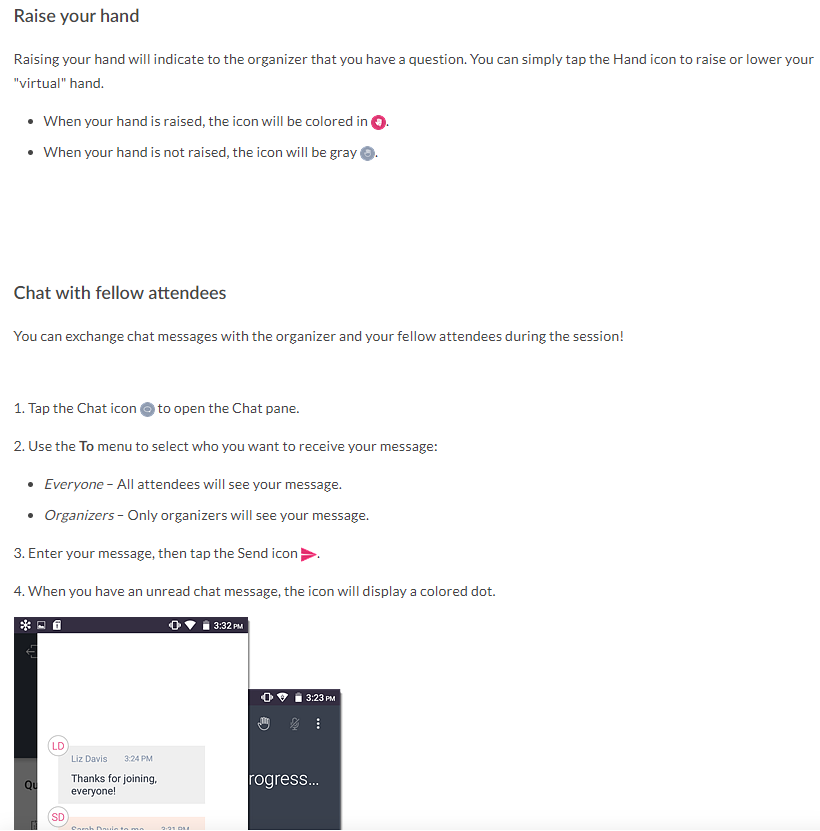 Raise your hand
Raising your hand will indicate to the organizer that you have a question. You can simply tap the Hand icon to raise or lower your
"virtual" hand.
When your hand is raised, the icon will be colored in .
When your hand is not raised, the icon will be gray .
Chat with fellow attendees
You can exchange chat messages with the organizer and your fellow attendees during the session!
1. Tap the Chat icon to open the Chat pane.
2. Use the To menu to select who you want to receive your message:
Everyone – All attendees will see your message.
Organizers – Only organizers will see your message.
3. Enter your message, then tap the Send icon .
4. When you have an unread chat message, the icon will display a colored dot.
3:32 PM
3:23 PM
LD
Liz Davis 3:24 PM
Thanks for joining,
everyone!
rogress...
Qu
SD
Sarah Davis to me 3:31 PM